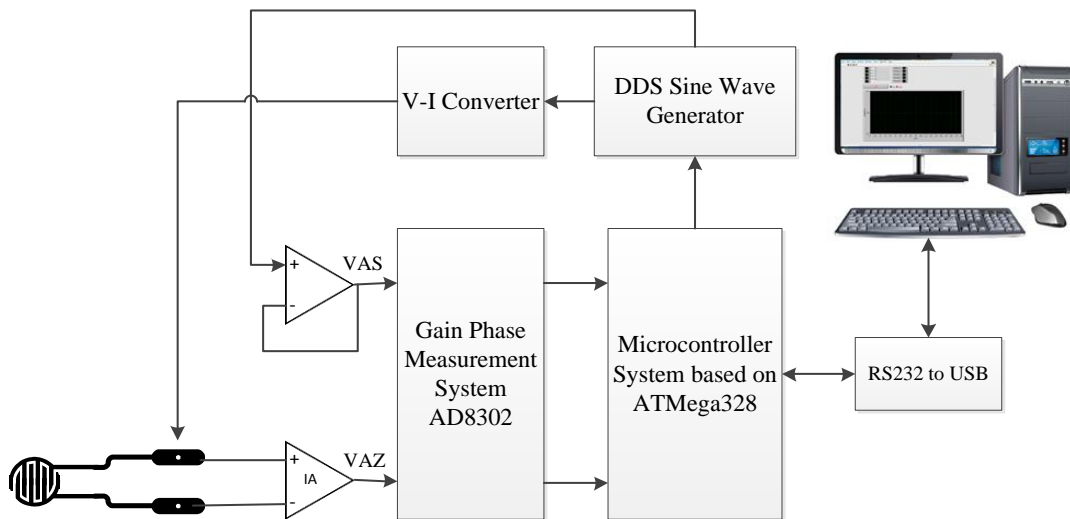 V-I Converter
DDS Sine Wave
Generator
+
-
VAS
Gain Phase
Measurement
System
AD8302
Microcontroller
System based on
ATMega328
RS232 to USB
+
IA
-
VAZ